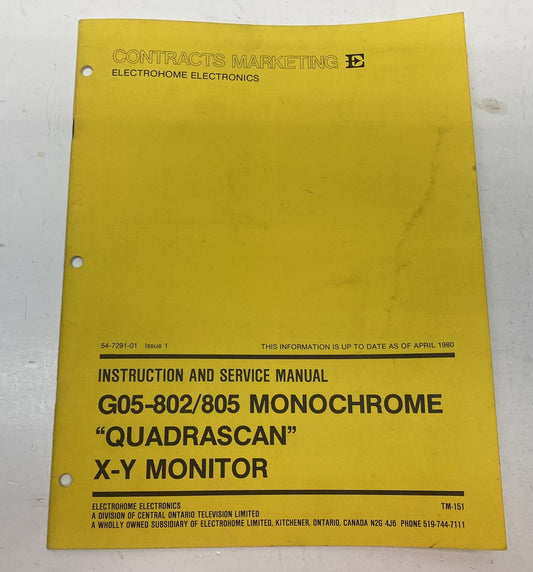 CONTRACTS MARKETING E
ELECTROHOME ELECTRONICS
54-7291-01 Issue 1 THIS INFORMATION IS UP TO DATE AS OF APRIL 1980
INSTRUCTION AND SERVICE MANUAL
G05-802/805 MONOCHROME
“QUADRASCAN”
X-Y MONITOR
ELECTROHOME ELECTRONICS TM-151
A DIVISION OF CENTRAL ONTARIO TELEVISION LIMITED
A WHOLLY OWNED SUBSIDIARY OF ELECTROHOME LIMITED, KITCHENER, ONTARIO, CANADA N2G 4J6 PHONE 519-744-7111